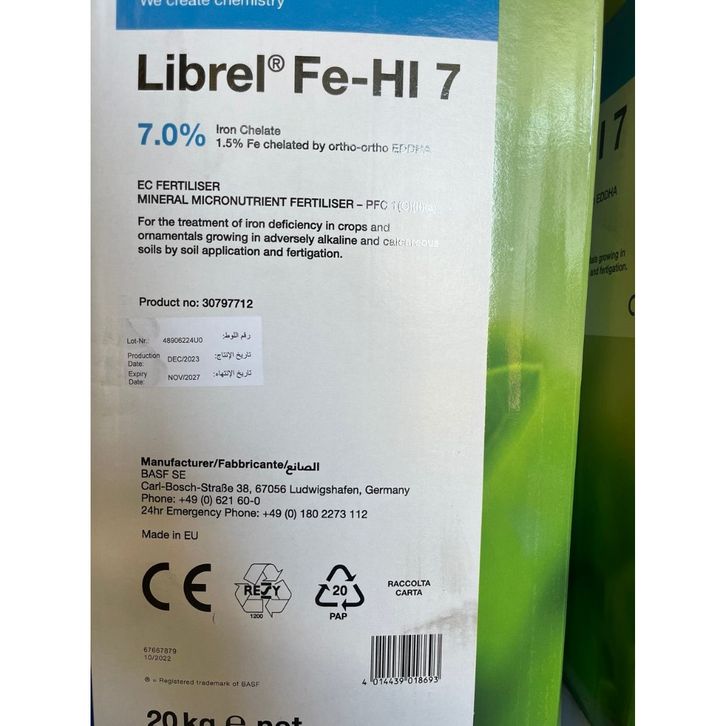 We create chemistry
Librel® Fe-HI 7
7.0% Iron Chelate
1.5% Fe chelated by ortho-ortho EDDHA
EC FERTILISER
MINERAL MICRONUTRIENT FERTILISER – PFC
For the treatment of iron deficiency in crops and
ornamentals growing in adversely alkaline and calcareous
soils by soil application and fertigation.
Product no: 30797712
Lot-Nr. 48906224U0 رقم اللوط:
Production Date: DEC/2023 تاريخ الإنتاج:
Expiry Date: NOV/2027 تاريخ الإنتهاء:
Manufacturer/Fabbricante/الصانع
BASF SE
Carl-Bosch-Straße 38, 67056 Ludwigshafen, Germany
Phone: +49 (0) 621 60-0
24hr Emergency Phone: +49 (0) 180 2273 112
Made in EU
CE
REZY
1200
20
PAP
RACCOLTA
CARTA
67667879
10/2022
® = Registered trademark of BASF
4 014439 018693
20 kg e net
I 7
EDDHA
growing in
and fertigation.